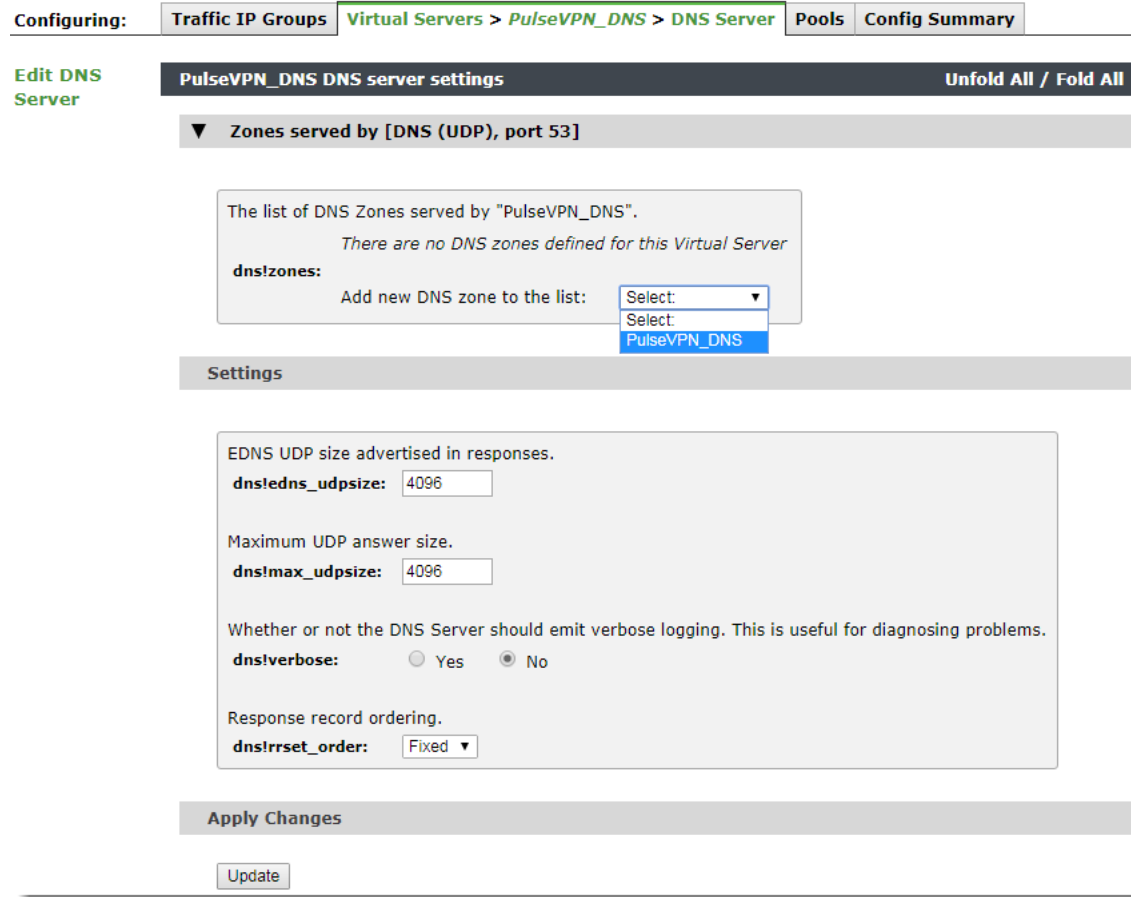 Configuring: Traffic IP Groups Virtual Servers > PulseVPN_DNS > DNS Server Pools Config Summary
Edit DNS Server
PulseVPN_DNS DNS server settings Unfold All / Fold All
▼ Zones served by [DNS (UDP), port 53]
The list of DNS Zones served by "PulseVPN_DNS".
There are no DNS zones defined for this Virtual Server
dns!zones:
Add new DNS zone to the list: Select: ▼
Select:
PulseVPN_DNS
Settings
EDNS UDP size advertised in responses.
dns!edns_udpsize: 4096
Maximum UDP answer size.
dns!max_udpsize: 4096
Whether or not the DNS Server should emit verbose logging. This is useful for diagnosing problems.
dns!verbose: Yes No
Response record ordering.
dns!rrset_order: Fixed ▼
Apply Changes
Update